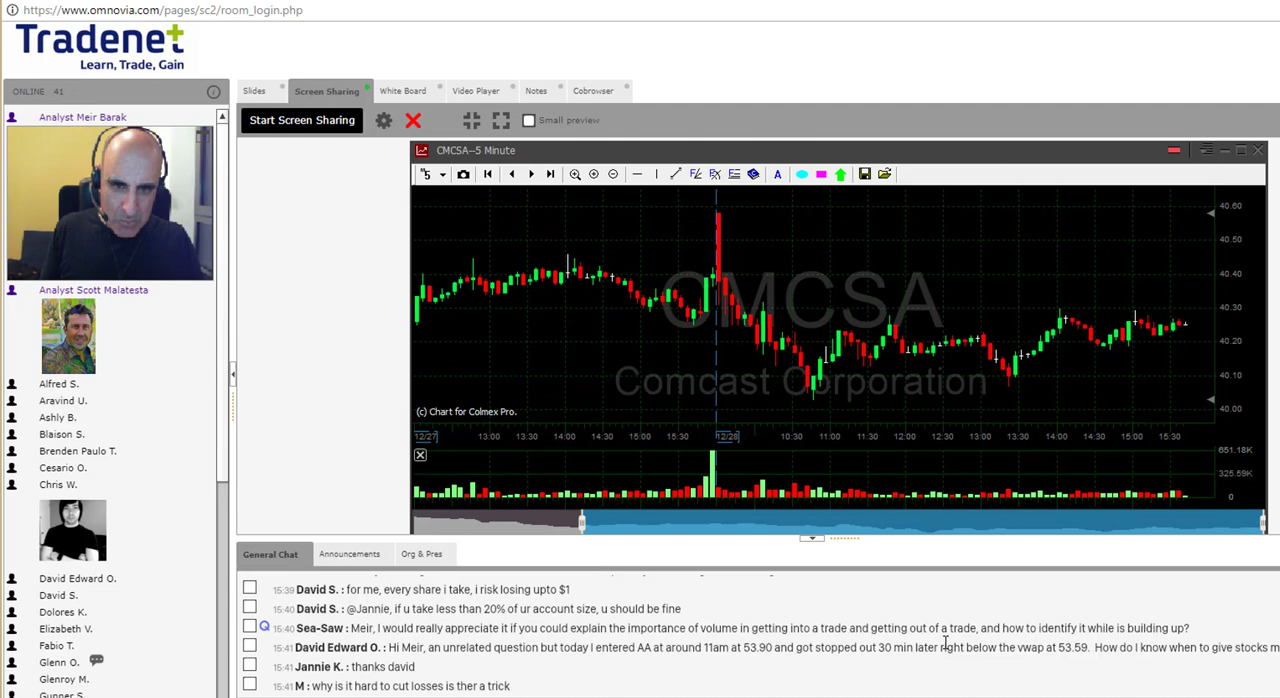 https://www.omnovia.com/pages/sc2/room_login.php
Tradenet
Learn, Trade, Gain
ONLINE 41
Slides
Screen Sharing
White Board
Video Player
Notes
Cobrowser
Analyst Meir Barak
Start Screen Sharing
Small preview
CMCSA--5 Minute
5
A
40.60
40.50
40.40
40.30
40.20
40.10
40.00
CMCSA
Comcast Corporation
(c) Chart for Colmex Pro.
12/27 13:00 13:30 14:00 14:30 15:00 15:30 12/28 10:30 11:00 11:30 12:00 12:30 13:00 13:30 14:00 14:30 15:00 15:30
651.18K
325.59K
0
Analyst Scott Malatesta
Alfred S.
Aravind U.
Ashly B.
Blaison S.
Brenden Paulo T.
Cesario O.
Chris W.
David Edward O.
David S.
Dolores K.
Elizabeth V.
Fabio T.
Glenn O.
Glenroy M.
Gunner S.
General Chat
Announcements
Org & Pres
15:39 David S. : for me, every share i take, i risk losing upto $1
15:40 David S. : @Jannie, if u take less than 20% of ur account size, u should be fine
Q 15:40 Sea-Saw : Meir, I would really appreciate it if you could explain the importance of volume in getting into a trade and getting out of a trade, and how to identify it while is building up?
15:41 David Edward O. : Hi Meir, an unrelated question but today I entered AA at around 11am at 53.90 and got stopped out 30 min later right below the vwap at 53.59. How do I know when to give stocks m
15:41 Jannie K. : thanks david
15:41 M : why is it hard to cut losses is ther a trick